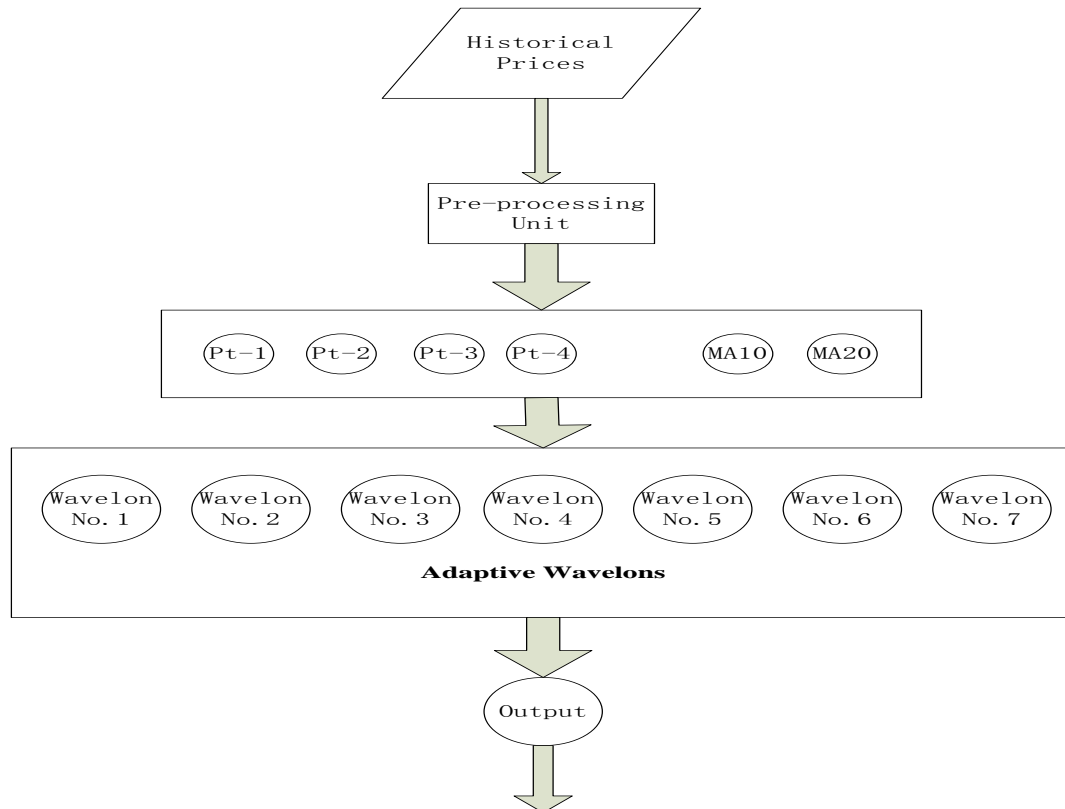 Historical
Prices
Pre-processing
Unit
Pt-1 Pt-2 Pt-3 Pt-4 MA10 MA20
Wavelon Wavelon Wavelon Wavelon Wavelon Wavelon Wavelon
No. 1 No. 2 No. 3 No. 4 No. 5 No. 6 No. 7
Adaptive Wavelons
Output